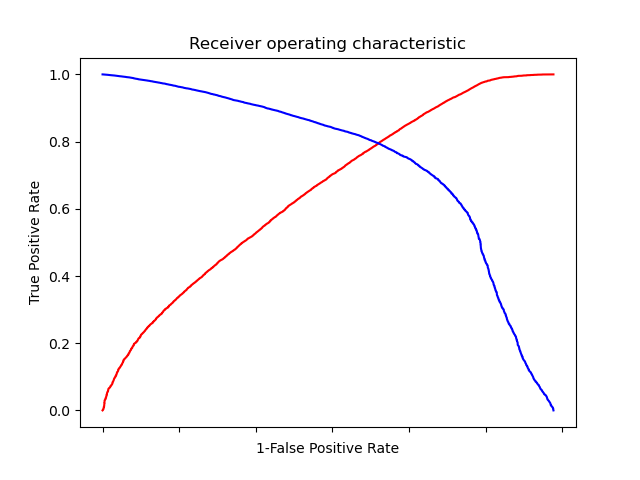 Receiver operating characteristic
1.0
0.8
0.6
0.4
0.2
0.0
True Positive Rate
1-False Positive Rate